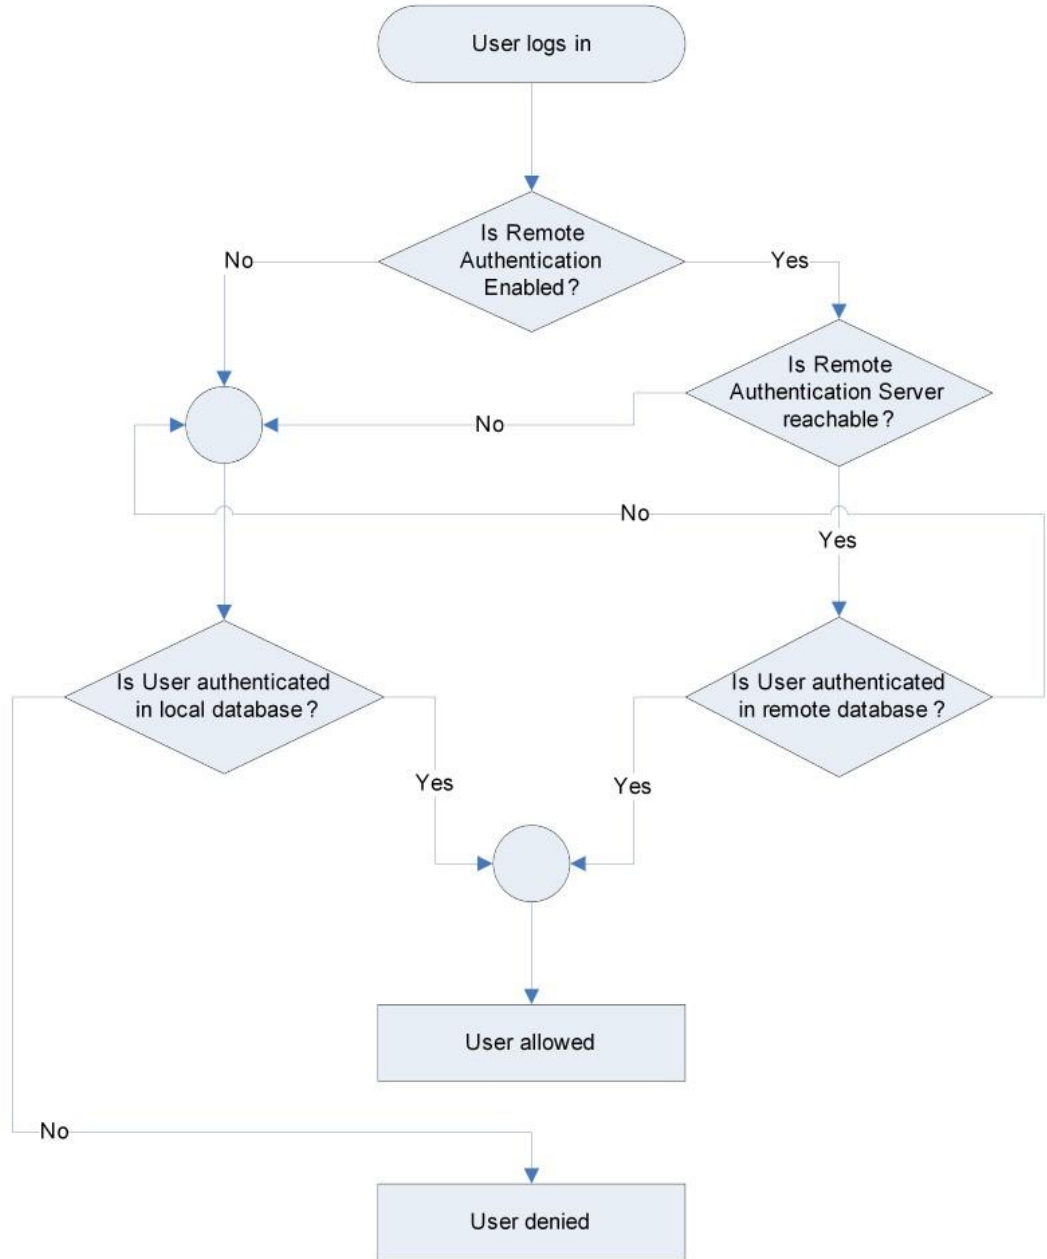 User logs in
Is Remote
Authentication
Enabled?
No
Yes
Is Remote
Authentication Server
reachable?
No
No
Yes
Is User authenticated
in local database?
Is User authenticated
in remote database?
Yes
Yes
User allowed
No
User denied